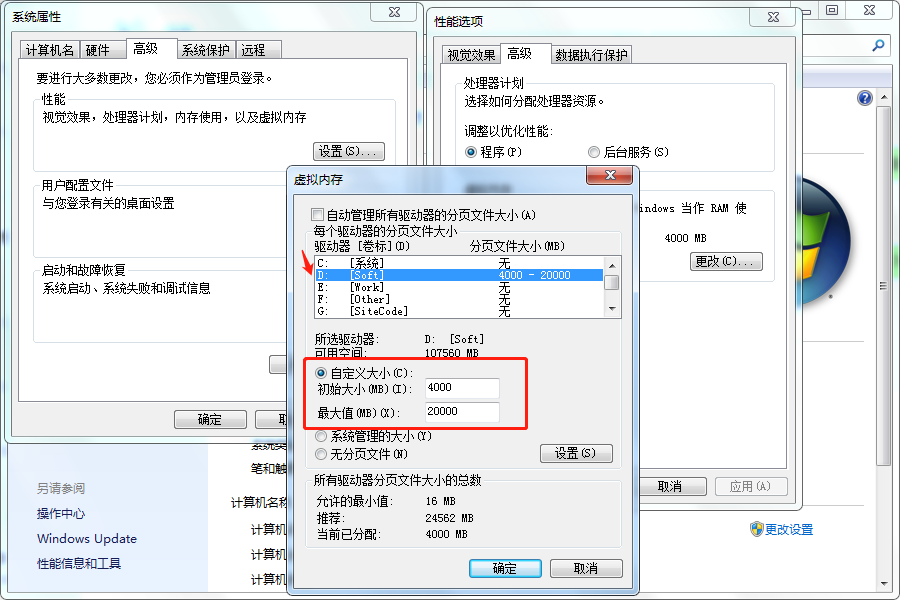 系统属性
计算机名 硬件 高级 系统保护 远程
要进行大多数更改，您必须作为管理员登录。
性能
视觉效果，处理器计划，内存使用，以及虚拟内存
设置(S)...
用户配置文件
与您登录有关的桌面设置
启动和故障恢复
系统启动、系统失败和调试信息
确定
性能选项
视觉效果 高级 数据执行保护
处理器计划
选择如何分配处理器资源。
调整以优化性能:
程序(P) 后台服务(S)
indows 当作 RAM 使
4000 MB
更改(C)...
取消 应用(A)
虚拟内存
自动管理所有驱动器的分页文件大小(A)
每个驱动器的分页文件大小
驱动器 [卷标](D) 分页文件大小(MB)
C: [系统] 无
D: [Soft] 4000 - 20000
E: [Work] 无
F: [Other] 无
G: [SiteCode] 无
所选驱动器: D: [Soft]
可用空间: 107560 MB
自定义大小(C):
初始大小(MB)(I): 4000
最大值(MB)(X): 20000
系统管理的大小(Y)
无分页文件(N) 设置(S)
所有驱动器分页文件大小的总数
允许的最小值: 16 MB
推荐: 24562 MB
当前已分配: 4000 MB
确定 取消
另请参阅
操作中心
Windows Update
性能信息和工具
笔和触
计算机名称
计算机
计算机
计算机
更改设置